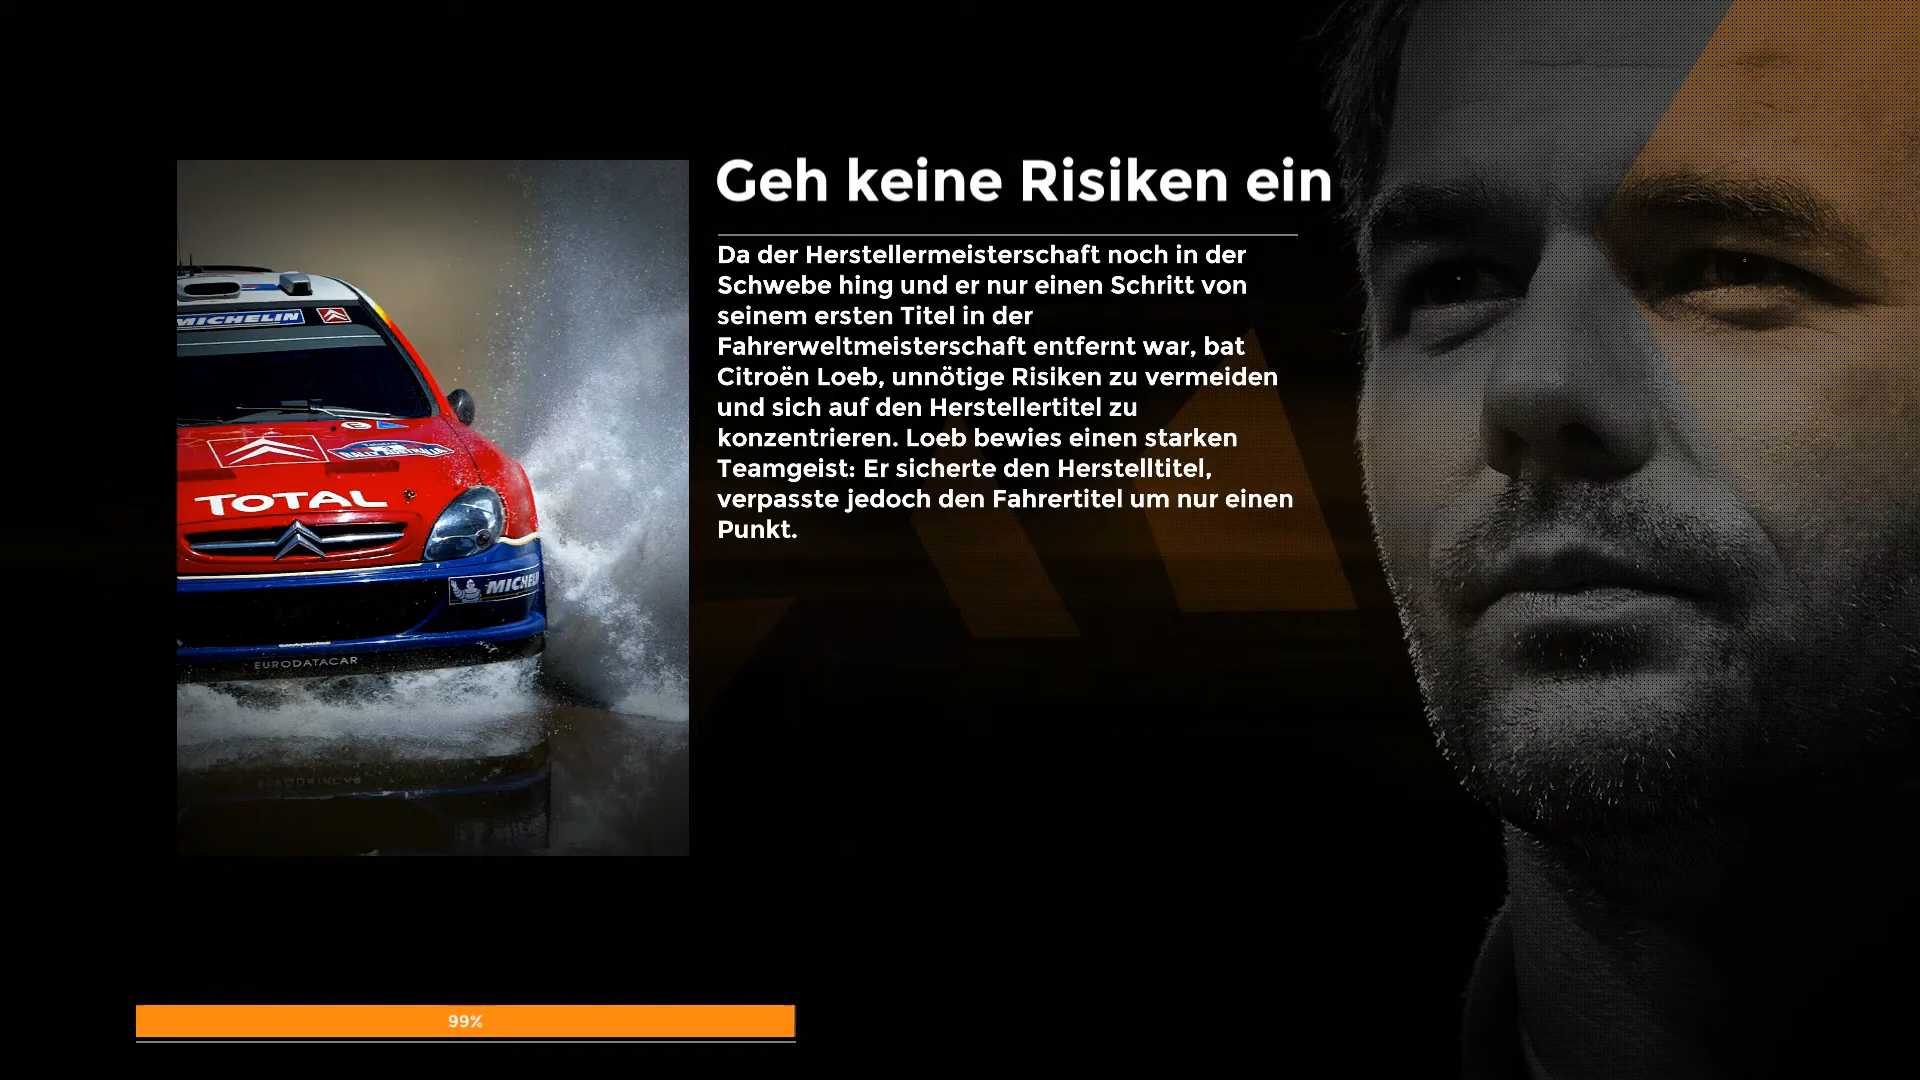 Geh keine Risiken ein
Da der Herstellermeisterschaft noch in der
Schwebe hing und er nur einen Schritt von
seinem ersten Titel in der
Fahrerweltmeisterschaft entfernt war, bat
Citroën Loeb, unnötige Risiken zu vermeiden
und sich auf den Herstellertitel zu
konzentrieren. Loeb bewies einen starken
Teamgeist: Er sicherte den Herstelltitel,
verpasste jedoch den Fahrertitel um nur einen
Punkt.
MICHELIN
RALLY AUSTRALIA
TOTAL
MICHELIN
EURODATACAR
99%